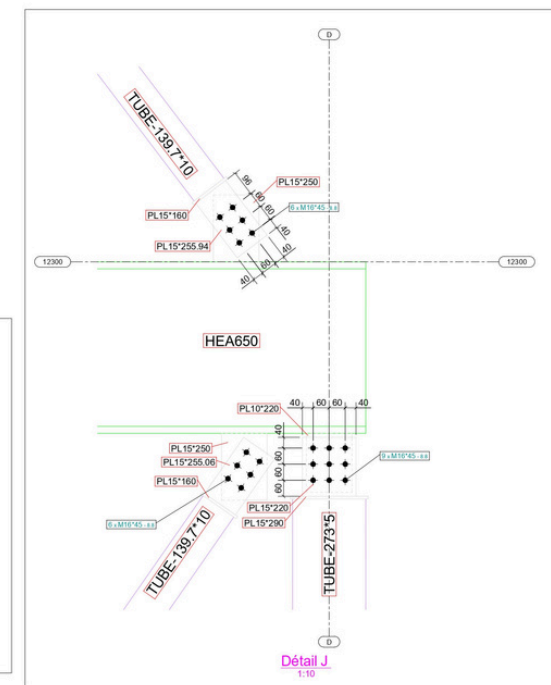 D
TUBE-139.7*10
96
60
60
40
PL15*250
6 x M16*45 - 8.8
PL15*160
PL15*255.94
40
60
40
12300
12300
HEA650
PL10*220
40
60
60
40
40
60
60
PL15*250
PL15*255.06
PL15*160
9 x M16*45 - 8.8
6 x M16*45 - 8.8
PL15*220
PL15*290
TUBE-139.7*10
TUBE-273*5
D
Détail J
1:10